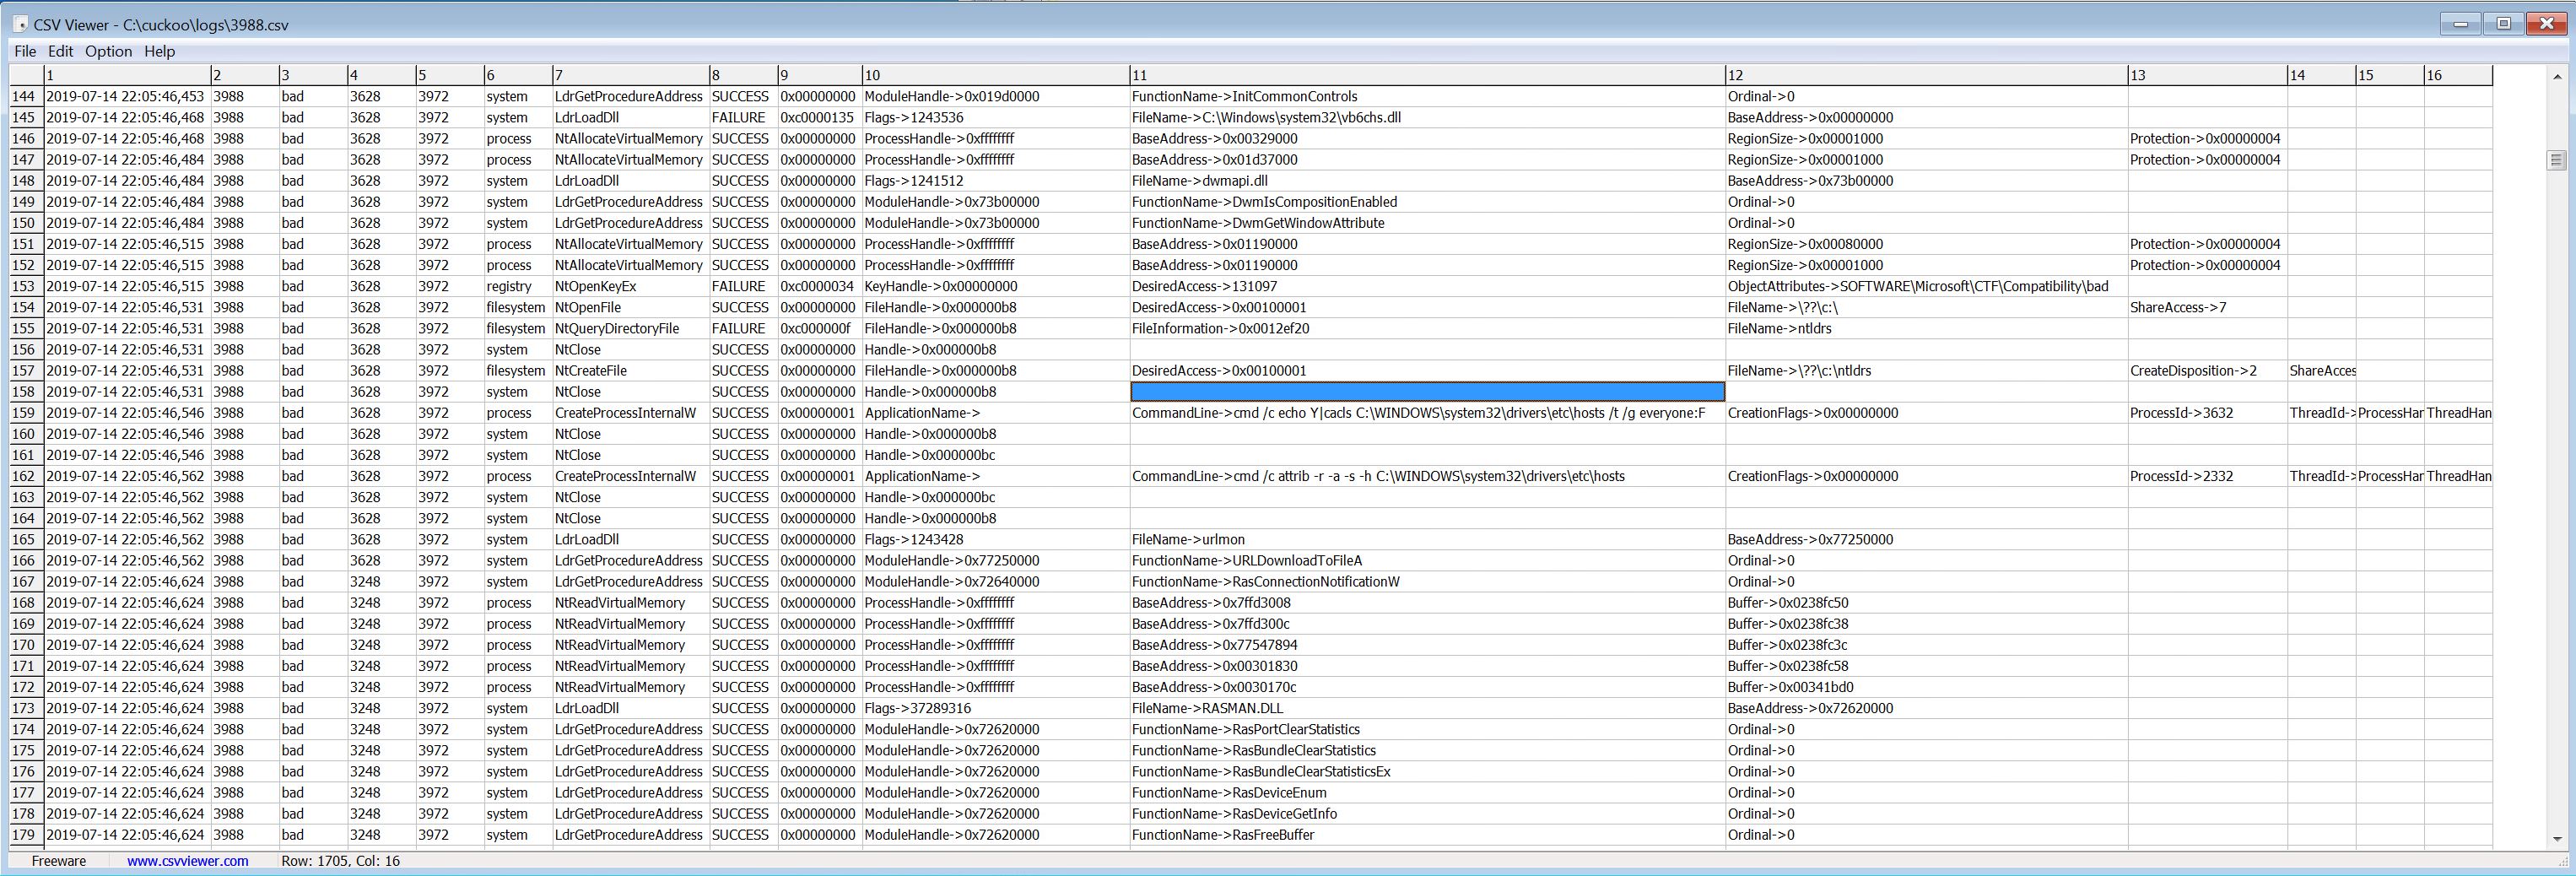 CSV Viewer - C:\cuckoo\logs\3988.csv
File Edit Option Help
1 2 3 4 5 6 7 8 9 10 11 12 13 14 15 16
144 2019-07-14 22:05:46,453 3988 bad 3628 3972 system LdrGetProcedureAddress SUCCESS 0x00000000 ModuleHandle->0x019d0000 FunctionName->InitCommonControls Ordinal->0
145 2019-07-14 22:05:46,468 3988 bad 3628 3972 system LdrLoadDll FAILURE 0xc0000135 Flags->1243536 FileName->C:\Windows\system32\vb6chs.dll BaseAddress->0x00000000
146 2019-07-14 22:05:46,468 3988 bad 3628 3972 process NtAllocateVirtualMemory SUCCESS 0x00000000 ProcessHandle->0xffffffff BaseAddress->0x00329000 RegionSize->0x00001000 Protection->0x00000004
147 2019-07-14 22:05:46,484 3988 bad 3628 3972 process NtAllocateVirtualMemory SUCCESS 0x00000000 ProcessHandle->0xffffffff BaseAddress->0x01d37000 RegionSize->0x00001000 Protection->0x00000004
148 2019-07-14 22:05:46,484 3988 bad 3628 3972 system LdrLoadDll SUCCESS 0x00000000 Flags->1241512 FileName->dwmapi.dll BaseAddress->0x73b00000
149 2019-07-14 22:05:46,484 3988 bad 3628 3972 system LdrGetProcedureAddress SUCCESS 0x00000000 ModuleHandle->0x73b00000 FunctionName->DwmIsCompositionEnabled Ordinal->0
150 2019-07-14 22:05:46,484 3988 bad 3628 3972 system LdrGetProcedureAddress SUCCESS 0x00000000 ModuleHandle->0x73b00000 FunctionName->DwmGetWindowAttribute Ordinal->0
151 2019-07-14 22:05:46,515 3988 bad 3628 3972 process NtAllocateVirtualMemory SUCCESS 0x00000000 ProcessHandle->0xffffffff BaseAddress->0x01190000 RegionSize->0x00080000 Protection->0x00000004
152 2019-07-14 22:05:46,515 3988 bad 3628 3972 process NtAllocateVirtualMemory SUCCESS 0x00000000 ProcessHandle->0xffffffff BaseAddress->0x01190000 RegionSize->0x00001000 Protection->0x00000004
153 2019-07-14 22:05:46,515 3988 bad 3628 3972 registry NtOpenKeyEx FAILURE 0xc0000034 KeyHandle->0x00000000 DesiredAccess->131097 ObjectAttributes->SOFTWARE\Microsoft\CTF\Compatibility\bad
154 2019-07-14 22:05:46,531 3988 bad 3628 3972 filesystem NtOpenFile SUCCESS 0x00000000 FileHandle->0x000000b8 DesiredAccess->0x00100001 FileName->\??\c:\ ShareAccess->7
155 2019-07-14 22:05:46,531 3988 bad 3628 3972 filesystem NtQueryDirectoryFile FAILURE 0xc000000f FileHandle->0x000000b8 FileInformation->0x0012ef20 FileName->ntldrs
156 2019-07-14 22:05:46,531 3988 bad 3628 3972 system NtClose SUCCESS 0x00000000 Handle->0x000000b8
157 2019-07-14 22:05:46,531 3988 bad 3628 3972 filesystem NtCreateFile SUCCESS 0x00000000 FileHandle->0x000000b8 DesiredAccess->0x00100001 FileName->\??\c:\ntldrs CreateDisposition->2 ShareAcces
158 2019-07-14 22:05:46,531 3988 bad 3628 3972 system NtClose SUCCESS 0x00000000 Handle->0x000000b8
159 2019-07-14 22:05:46,546 3988 bad 3628 3972 process CreateProcessInternalW SUCCESS 0x00000001 ApplicationName-> CommandLine->cmd /c echo Y|cacls C:\WINDOWS\system32\drivers\etc\hosts /t /g everyone:F CreationFlags->0x00000000 ProcessId->3632 ThreadId-> ProcessHar ThreadHan
160 2019-07-14 22:05:46,546 3988 bad 3628 3972 system NtClose SUCCESS 0x00000000 Handle->0x000000b8
161 2019-07-14 22:05:46,546 3988 bad 3628 3972 system NtClose SUCCESS 0x00000000 Handle->0x000000bc
162 2019-07-14 22:05:46,562 3988 bad 3628 3972 process CreateProcessInternalW SUCCESS 0x00000001 ApplicationName-> CommandLine->cmd /c attrib -r -a -s -h C:\WINDOWS\system32\drivers\etc\hosts CreationFlags->0x00000000 ProcessId->2332 ThreadId-> ProcessHar ThreadHan
163 2019-07-14 22:05:46,562 3988 bad 3628 3972 system NtClose SUCCESS 0x00000000 Handle->0x000000bc
164 2019-07-14 22:05:46,562 3988 bad 3628 3972 system NtClose SUCCESS 0x00000000 Handle->0x000000b8
165 2019-07-14 22:05:46,562 3988 bad 3628 3972 system LdrLoadDll SUCCESS 0x00000000 Flags->1243428 FileName->urlmon BaseAddress->0x77250000
166 2019-07-14 22:05:46,562 3988 bad 3628 3972 system LdrGetProcedureAddress SUCCESS 0x00000000 ModuleHandle->0x77250000 FunctionName->URLDownloadToFileA Ordinal->0
167 2019-07-14 22:05:46,624 3988 bad 3248 3972 system LdrGetProcedureAddress SUCCESS 0x00000000 ModuleHandle->0x72640000 FunctionName->RasConnectionNotificationW Ordinal->0
168 2019-07-14 22:05:46,624 3988 bad 3248 3972 process NtReadVirtualMemory SUCCESS 0x00000000 ProcessHandle->0xffffffff BaseAddress->0x7ffd3008 Buffer->0x0238fc50
169 2019-07-14 22:05:46,624 3988 bad 3248 3972 process NtReadVirtualMemory SUCCESS 0x00000000 ProcessHandle->0xffffffff BaseAddress->0x7ffd300c Buffer->0x0238fc38
170 2019-07-14 22:05:46,624 3988 bad 3248 3972 process NtReadVirtualMemory SUCCESS 0x00000000 ProcessHandle->0xffffffff BaseAddress->0x77547894 Buffer->0x0238fc3c
171 2019-07-14 22:05:46,624 3988 bad 3248 3972 process NtReadVirtualMemory SUCCESS 0x00000000 ProcessHandle->0xffffffff BaseAddress->0x00301830 Buffer->0x0238fc58
172 2019-07-14 22:05:46,624 3988 bad 3248 3972 process NtReadVirtualMemory SUCCESS 0x00000000 ProcessHandle->0xffffffff BaseAddress->0x0030170c Buffer->0x00341bd0
173 2019-07-14 22:05:46,624 3988 bad 3248 3972 system LdrLoadDll SUCCESS 0x00000000 Flags->37289316 FileName->RASMAN.DLL BaseAddress->0x72620000
174 2019-07-14 22:05:46,624 3988 bad 3248 3972 system LdrGetProcedureAddress SUCCESS 0x00000000 ModuleHandle->0x72620000 FunctionName->RasPortClearStatistics Ordinal->0
175 2019-07-14 22:05:46,624 3988 bad 3248 3972 system LdrGetProcedureAddress SUCCESS 0x00000000 ModuleHandle->0x72620000 FunctionName->RasBundleClearStatistics Ordinal->0
176 2019-07-14 22:05:46,624 3988 bad 3248 3972 system LdrGetProcedureAddress SUCCESS 0x00000000 ModuleHandle->0x72620000 FunctionName->RasBundleClearStatisticsEx Ordinal->0
177 2019-07-14 22:05:46,624 3988 bad 3248 3972 system LdrGetProcedureAddress SUCCESS 0x00000000 ModuleHandle->0x72620000 FunctionName->RasDeviceEnum Ordinal->0
178 2019-07-14 22:05:46,624 3988 bad 3248 3972 system LdrGetProcedureAddress SUCCESS 0x00000000 ModuleHandle->0x72620000 FunctionName->RasDeviceGetInfo Ordinal->0
179 2019-07-14 22:05:46,624 3988 bad 3248 3972 system LdrGetProcedureAddress SUCCESS 0x00000000 ModuleHandle->0x72620000 FunctionName->RasFreeBuffer Ordinal->0
Freeware www.csvviewer.com Row: 1705, Col: 16